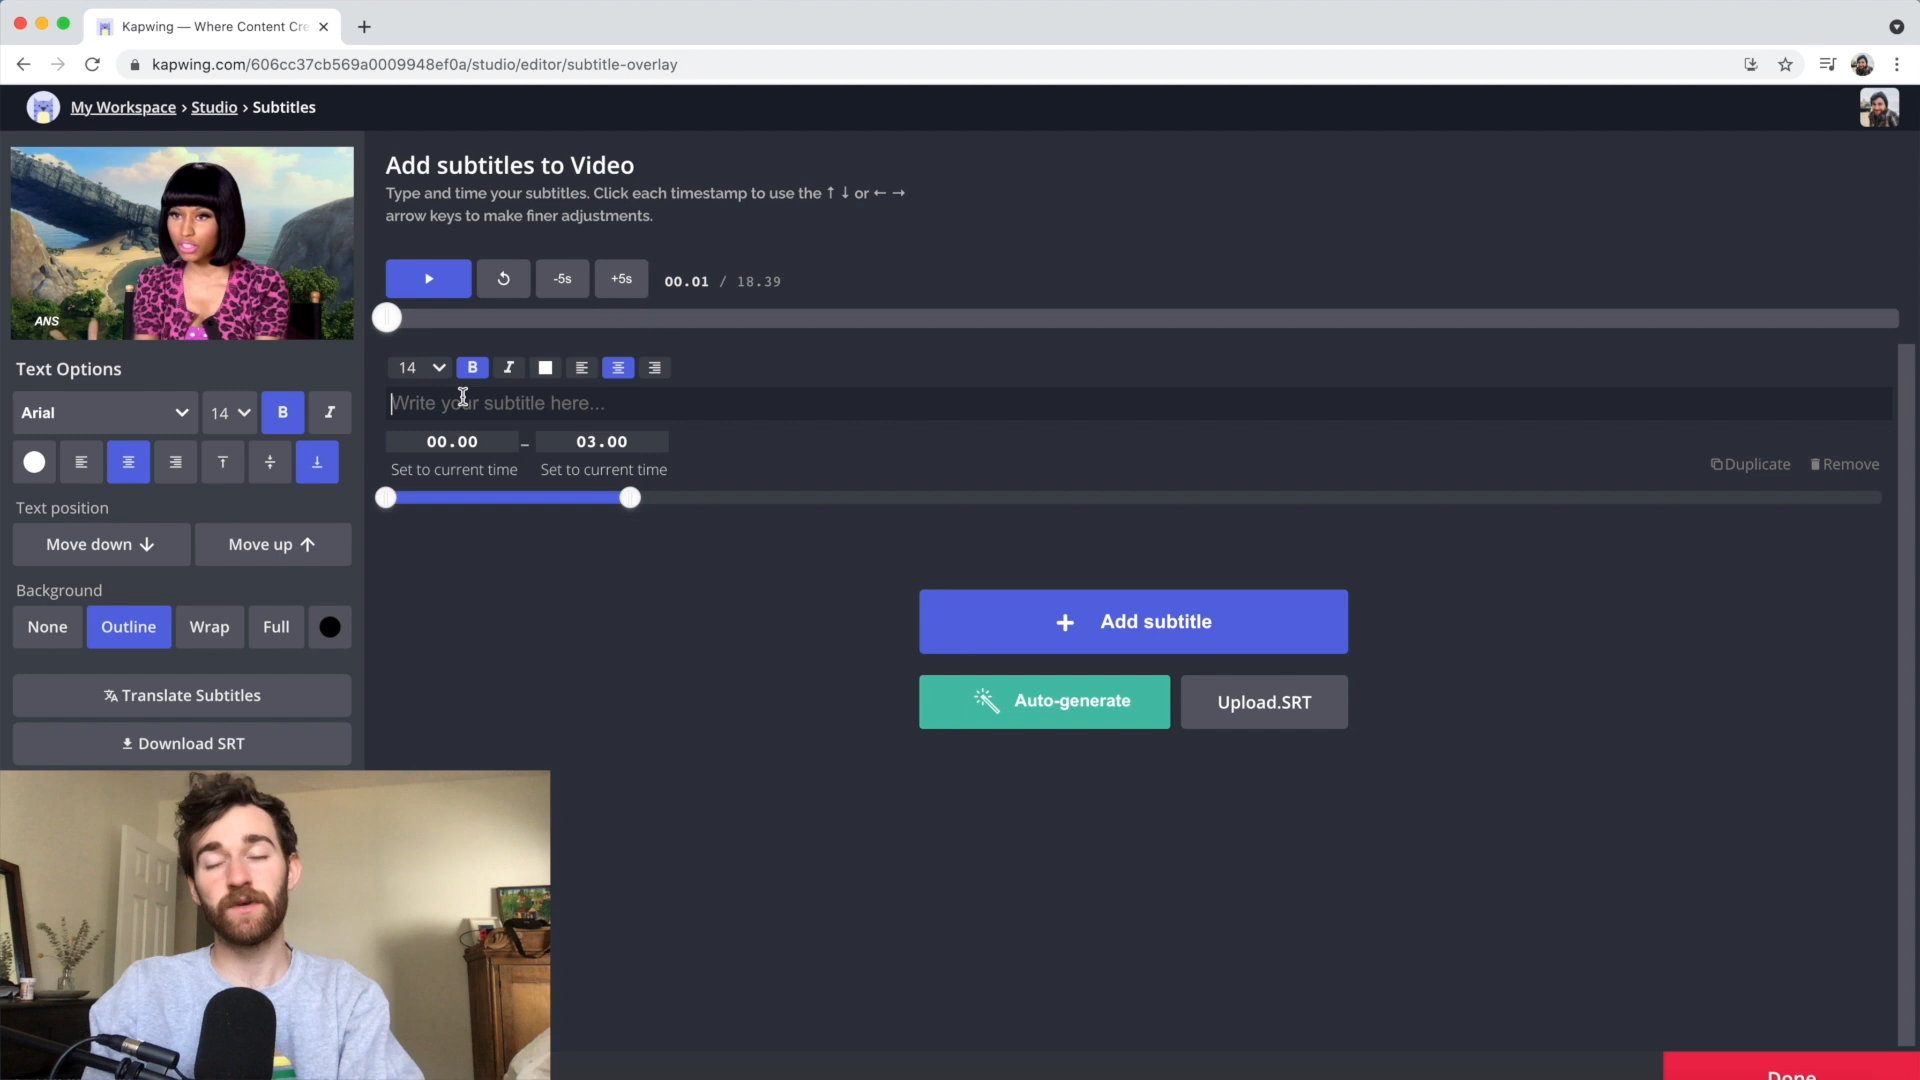 Kapwing — Where Content Cre
kapwing.com/606cc37cb569a0009948ef0a/studio/editor/subtitle-overlay
My Workspace › Studio › Subtitles
ANS
Text Options
Arial
14
B
I
Text position
Move down ↓
Move up ↑
Background
None
Outline
Wrap
Full
Translate Subtitles
Download SRT
Add subtitles to Video
Type and time your subtitles. Click each timestamp to use the ↑ ↓ or ← →
arrow keys to make finer adjustments.
-5s
+5s
00.01 / 18.39
14
B
I
Write your subtitle here...
00.00 – 03.00
Set to current time
Set to current time
Duplicate
Remove
+ Add subtitle
Auto-generate
Upload.SRT
Done